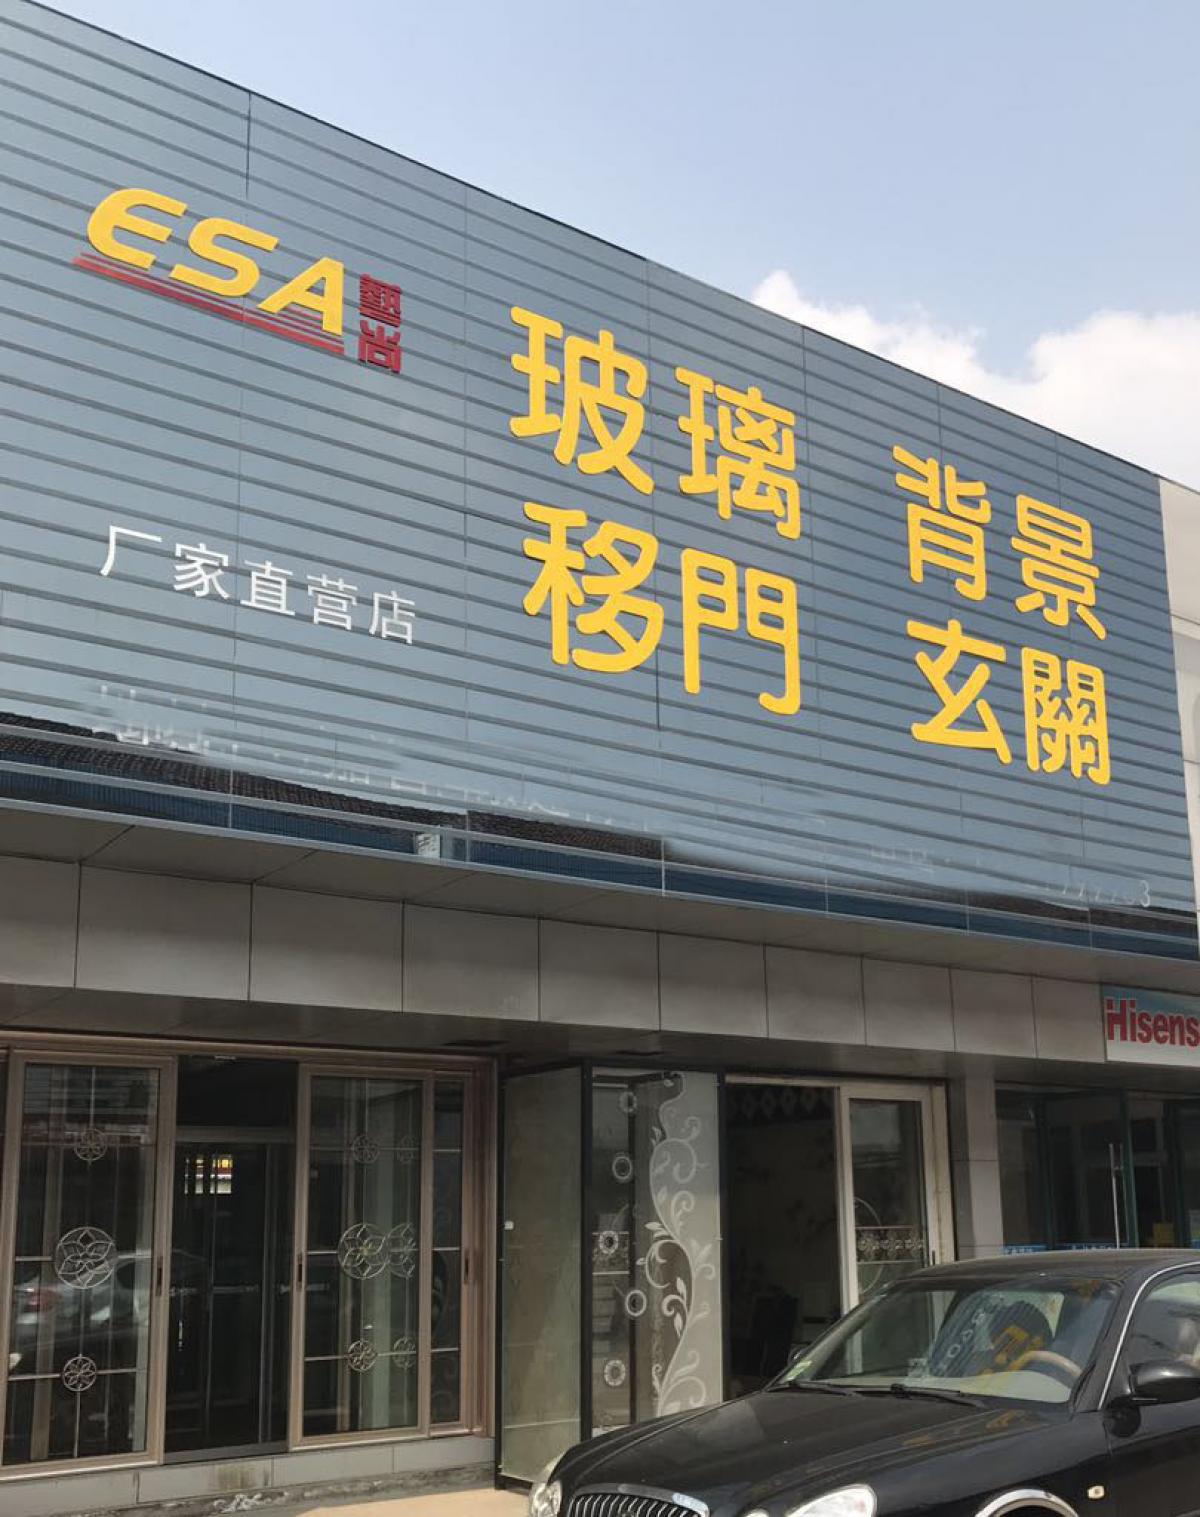 ESA
藝尚
玻璃 背景
移門 玄關
厂家直营店
Hisens